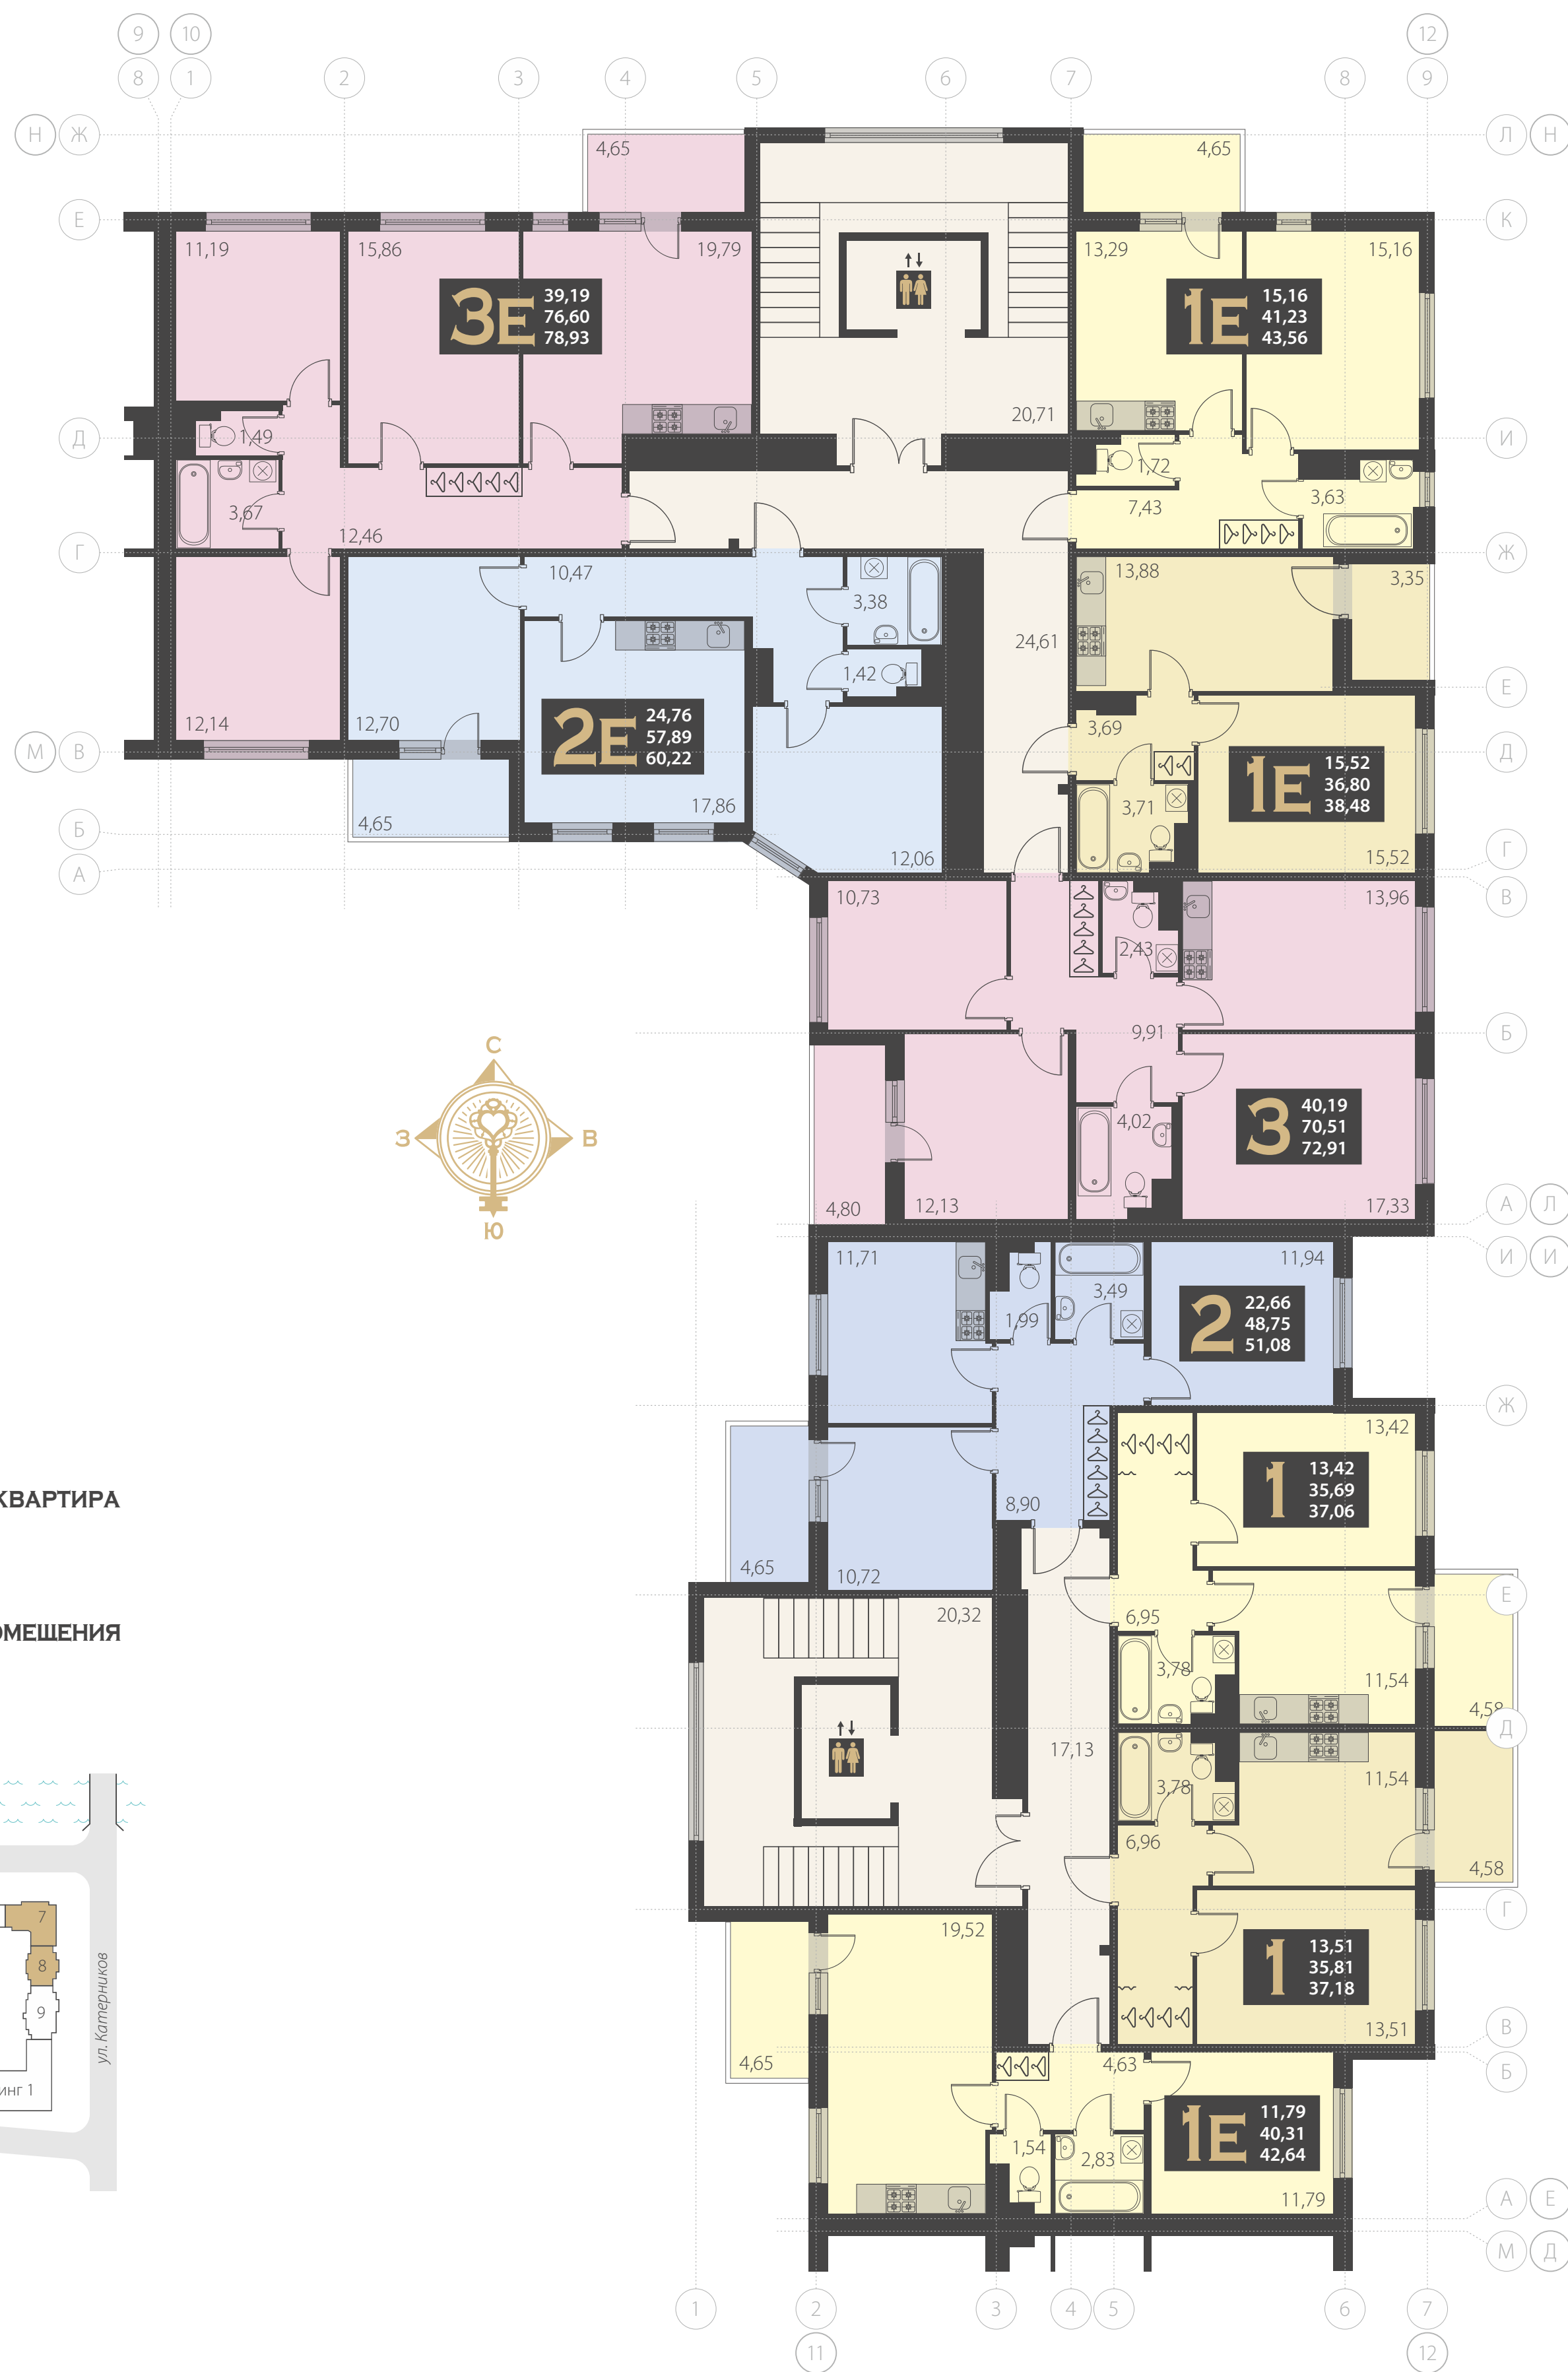 9 10 12
8 1 2 3 4 5 6 7 8 9
Н Ж Л Н
4,65 4,65
Е К
11,19 15,86 19,79 13,29 15,16
3Е
39,19
76,60
78,93
1Е
15,16
41,23
43,56
20,71
Д И
1,49 1,72
3,67 7,43 3,63
12,46
Г Ж
10,47 13,88 3,35
3,38
24,61
1,42
Е
12,14 12,70 3,69
2Е
24,76
57,89
60,22
М В Д
1Е
15,52
36,80
38,48
17,86 3,71
4,65
Б
12,06 15,52
Г
А
В
10,73 13,96
2,43
9,91
Б
С
З В
Ю
4,02
3
40,19
70,51
72,91
4,80 12,13 17,33
А Л
И И
11,71 3,49 11,94
1,99
2
22,66
48,75
51,08
Ж
13,42
КВАРТИРА
1
13,42
35,69
37,06
8,90
4,65 10,72
Е
20,32 6,95
ОМЕЩЕНИЯ
3,78 11,54
4,58
Д
17,13
3,78 11,54
6,96
4,58
7
8
9
ул. Катерников
инг 1
Г
19,52
1
13,51
35,81
37,18
13,51
В
4,65 4,63
Б
1Е
11,79
40,31
42,64
1,54 2,83
11,79
А Е
М Д
1 2 3 4 5 6 7
11 12